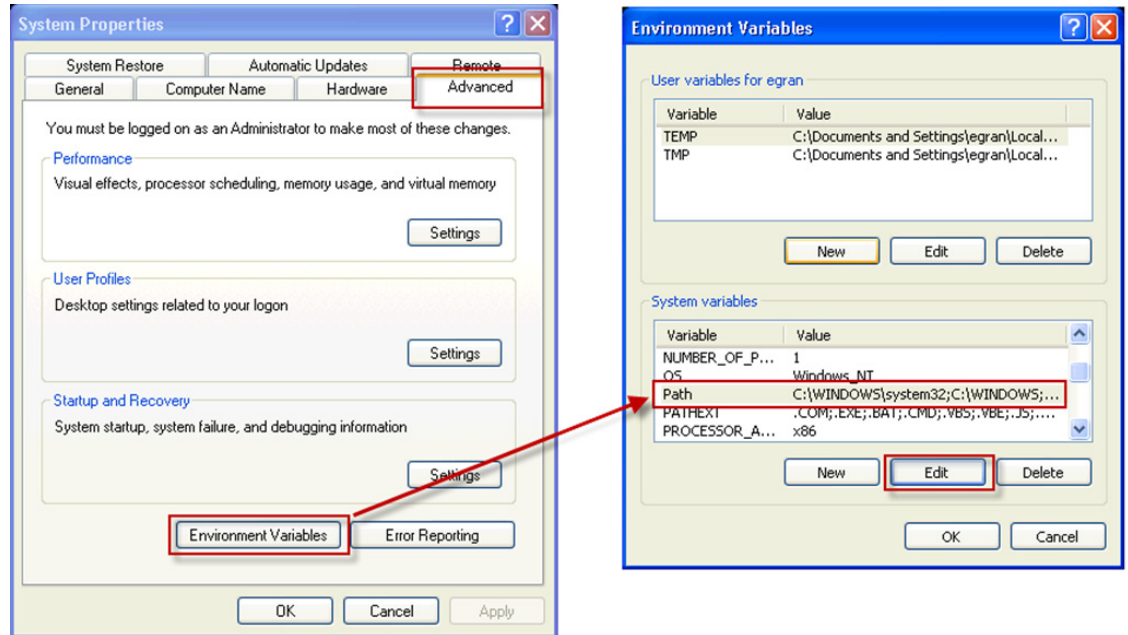 System Properties
System Restore Automatic Updates Remote
General Computer Name Hardware Advanced
You must be logged on as an Administrator to make most of these changes.
Performance
Visual effects, processor scheduling, memory usage, and virtual memory
Settings
User Profiles
Desktop settings related to your logon
Settings
Startup and Recovery
System startup, system failure, and debugging information
Settings
Environment Variables Error Reporting
OK Cancel Apply
Environment Variables
User variables for egran
Variable Value
TEMP C:\Documents and Settings\egran\Local...
TMP C:\Documents and Settings\egran\Local...
New Edit Delete
System variables
Variable Value
NUMBER_OF_P... 1
OS Windows_NT
Path C:\WINDOWS\system32;C:\WINDOWS;...
PATHEXT .COM;.EXE;.BAT;.CMD;.VBS;.VBE;.JS;....
PROCESSOR_A... x86
New Edit Delete
OK Cancel